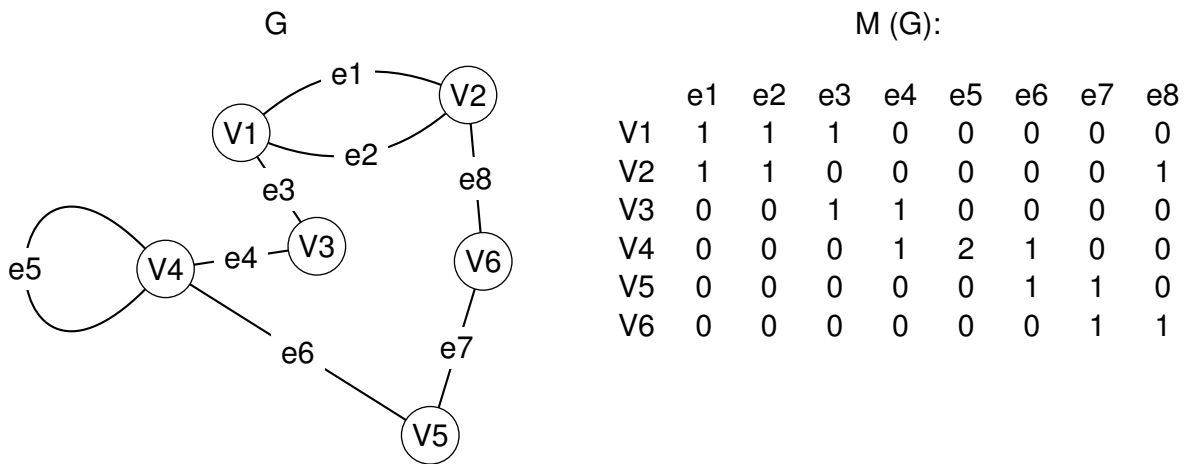 G
M (G):
e1
V2
V1
e2
e8
e3
V3
e4
V6
V4
e5
e7
e6
V5
e1 e2 e3 e4 e5 e6 e7 e8
V1 1 1 1 0 0 0 0 0
V2 1 1 0 0 0 0 0 1
V3 0 0 1 1 0 0 0 0
V4 0 0 0 1 2 1 0 0
V5 0 0 0 0 0 1 1 0
V6 0 0 0 0 0 0 1 1